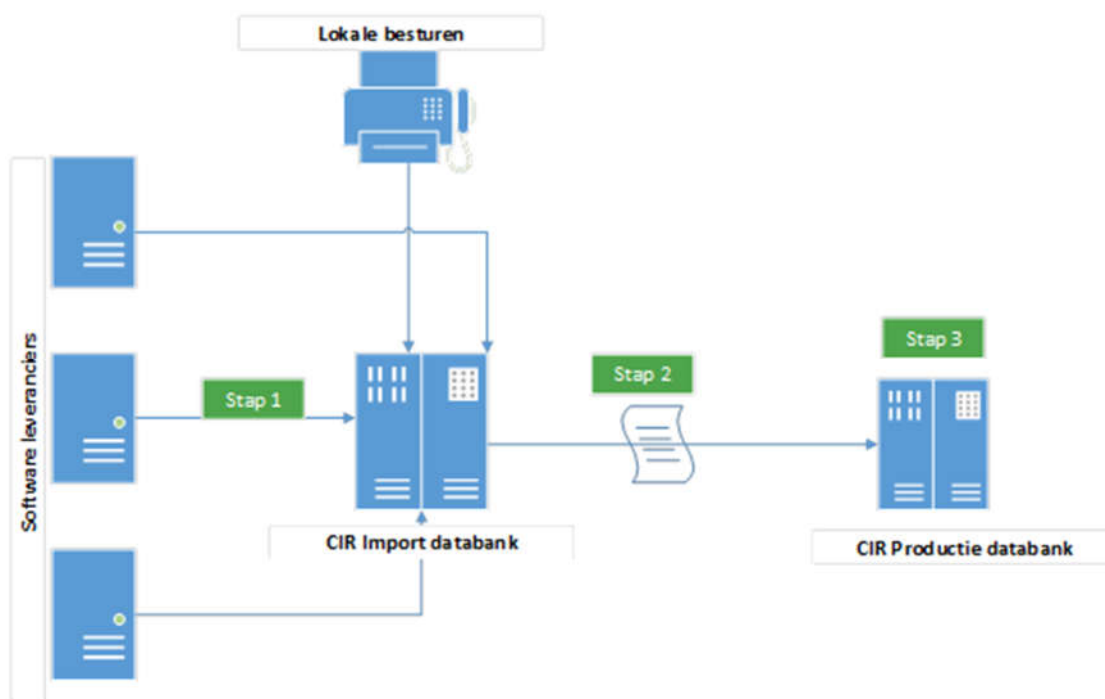 Lokale besturen
Software leveranciers
Stap 1
Stap 2
Stap 3
CIR Import databank
CIR Productie databank